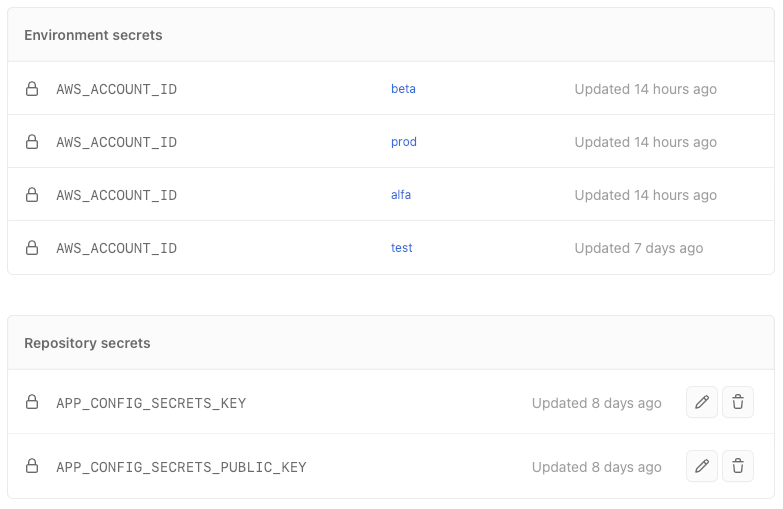 Environment secrets
AWS_ACCOUNT_ID beta Updated 14 hours ago
AWS_ACCOUNT_ID prod Updated 14 hours ago
AWS_ACCOUNT_ID alfa Updated 14 hours ago
AWS_ACCOUNT_ID test Updated 7 days ago
Repository secrets
APP_CONFIG_SECRETS_KEY Updated 8 days ago
APP_CONFIG_SECRETS_PUBLIC_KEY Updated 8 days ago